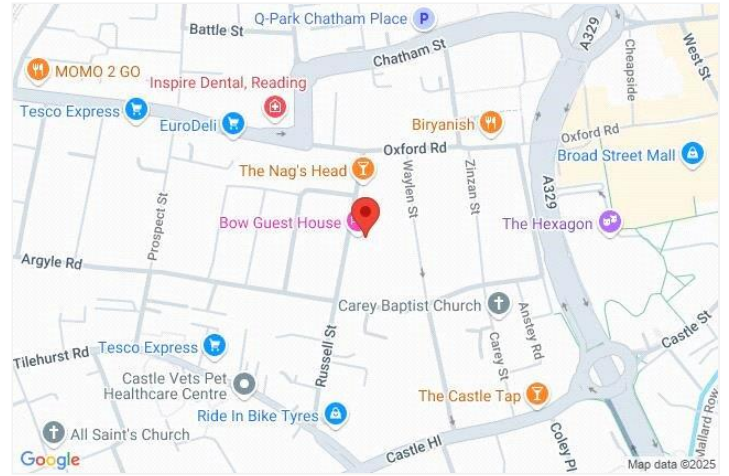 Battle St
Q-Park Chatham Place
P
A329
West St
Cheapside
Chatham St
MOMO 2 GO
Inspire Dental, Reading
Tesco Express
EuroDeli
Biryanish
Oxford Rd
Oxford Rd
Broad Street Mall
The Nag's Head
Waylen St
Zinzan St
A329
Prospect St
Bow Guest House
The Hexagon
Argyle Rd
Carey Baptist Church
Anstey Rd
Carey St
Castle St
Russell St
Tilehurst Rd
Tesco Express
Castle Vets Pet
Healthcare Centre
The Castle Tap
Mallard Row
Ride In Bike Tyres
All Saint's Church
Castle Hl
Coley Pl
Google
Map data ©2025